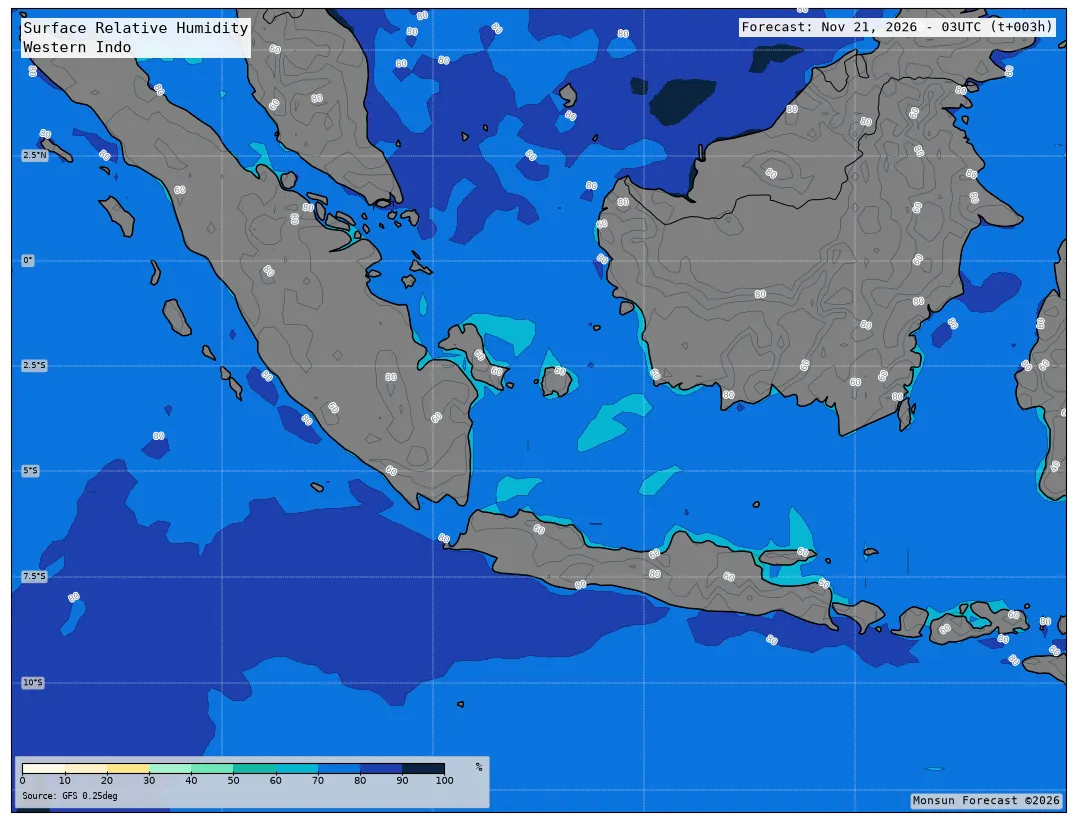 Surface Relative Humidity
Western Indo
Forecast: Nov 21, 2026 - 03UTC (t+003h)
2.5°N
0°
2.5°S
5°S
7.5°S
10°S
0 10 20 30 40 50 60 70 80 90 100 %
Source: GFS 0.25deg
Monsun Forecast ©2026